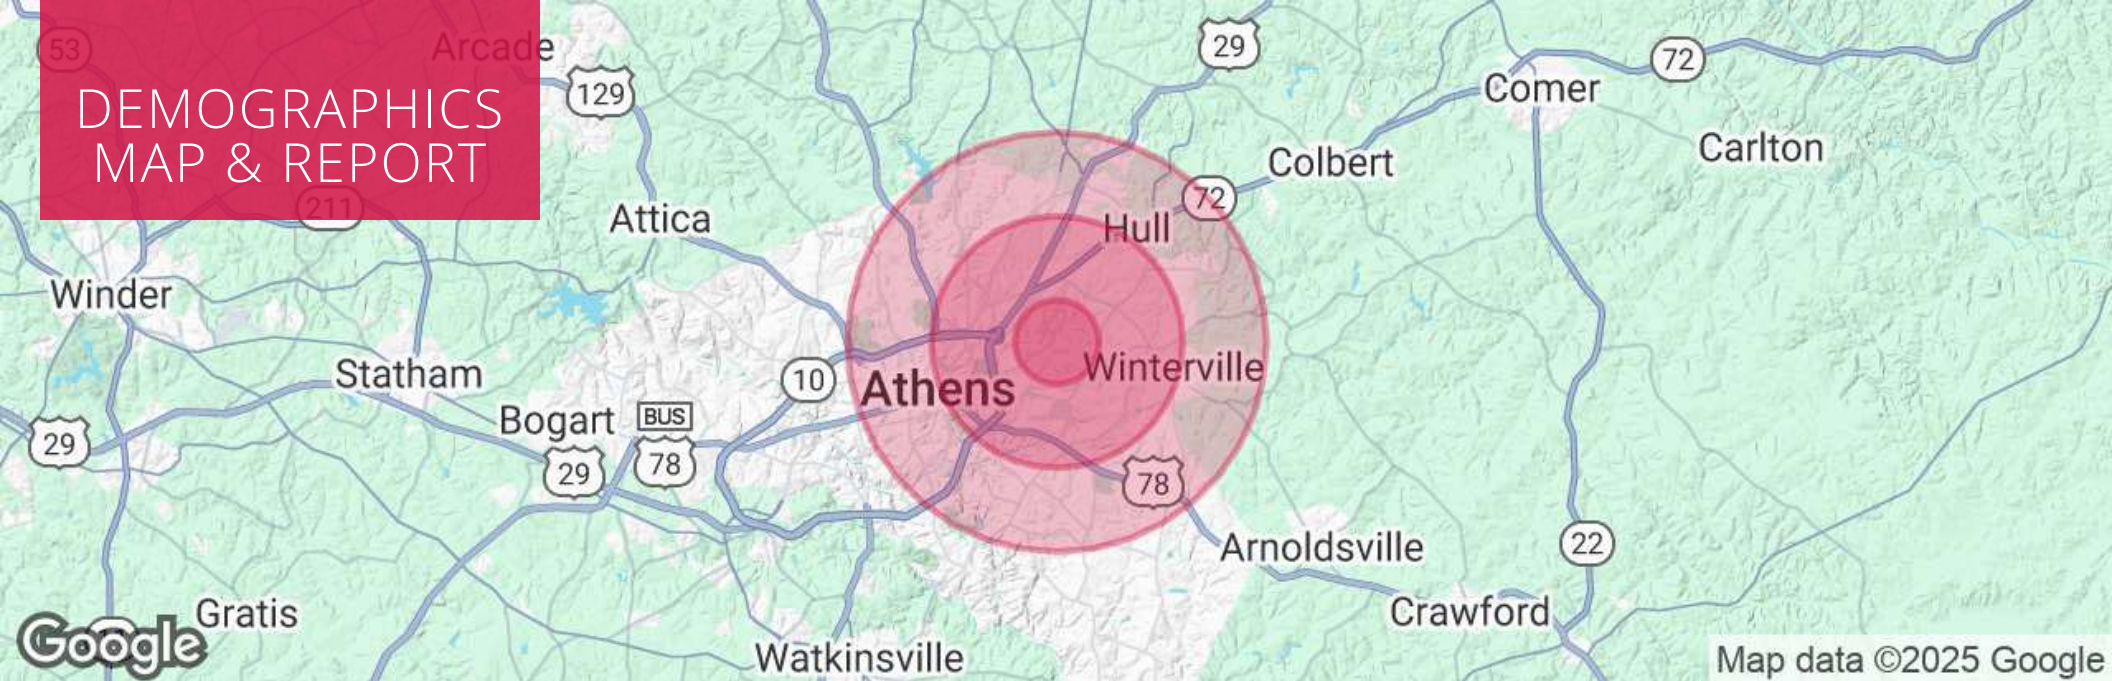 DEMOGRAPHICS
MAP & REPORT
53
Arcade
129
29
72
Comer
Carlton
Colbert
72
211
Attica
Hull
Winder
Statham
10
Athens
Winterville
Bogart
BUS
78
29
29
78
Arnoldsville
22
Gratis
Crawford
Watkinsville
Google
Map data ©2025 Google